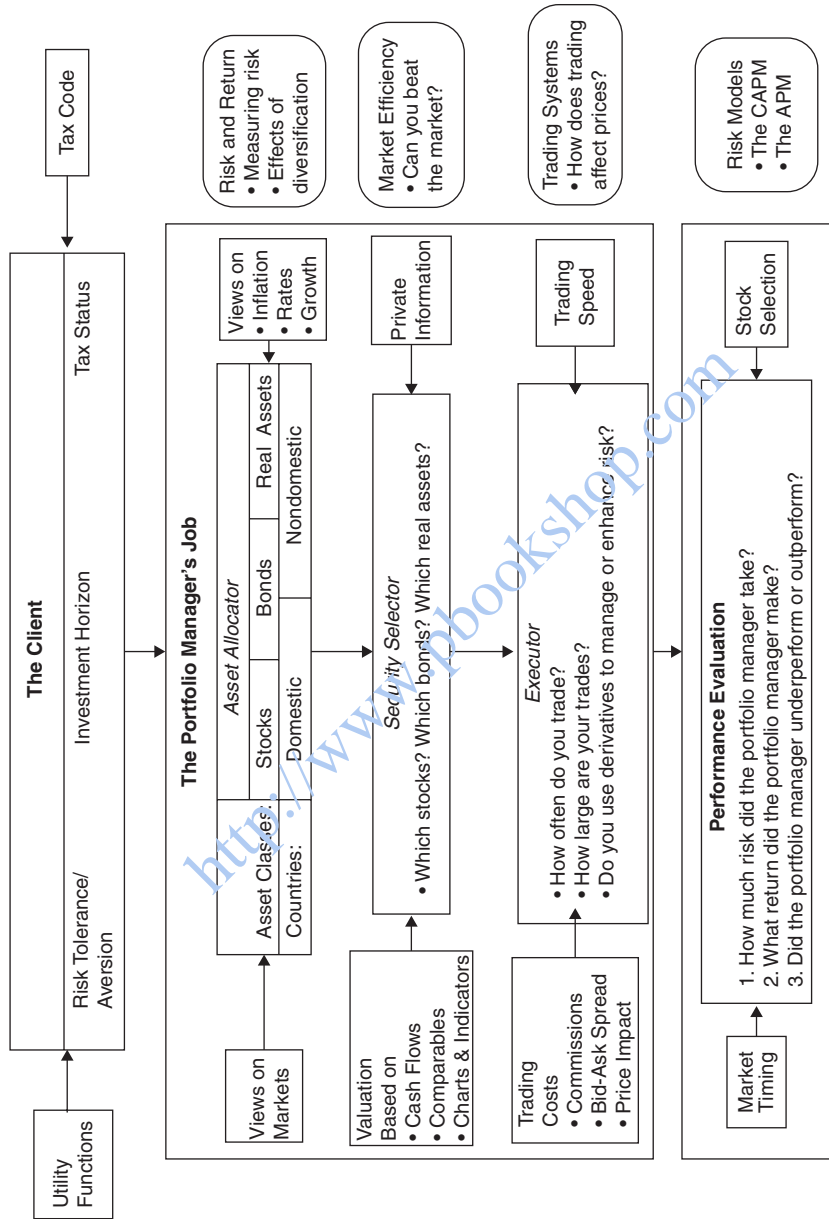 Utility
Functions
The Client
Risk Tolerance/
Aversion
Investment Horizon
Tax Status
Tax Code
The Portfolio Manager's Job
Views on
Markets
Asset Allocator
Asset Classes:
Stocks
Bonds
Real Assets
Countries:
Domestic
Nondomestic
Views on
• Inflation
• Rates
• Growth
Risk and Return
• Measuring risk
• Effects of
diversification
Valuation
Based on
• Cash Flows
• Comparables
• Charts & Indicators
Security Selector
• Which stocks? Which bonds? Which real assets?
Private
Information
Market Efficiency
• Can you beat
the market?
Trading
Costs
• Commissions
• Bid-Ask Spread
• Price Impact
Executor
• How often do you trade?
• How large are your trades?
• Do you use derivatives to manage or enhance risk?
Trading
Speed
Trading Systems
• How does trading
affect prices?
Market
Timing
Performance Evaluation
1. How much risk did the portfolio manager take?
2. What return did the portfolio manager make?
3. Did the portfolio manager underperform or outperform?
Stock
Selection
Risk Models
• The CAPM
• The APM
http://www.pbookshop.com